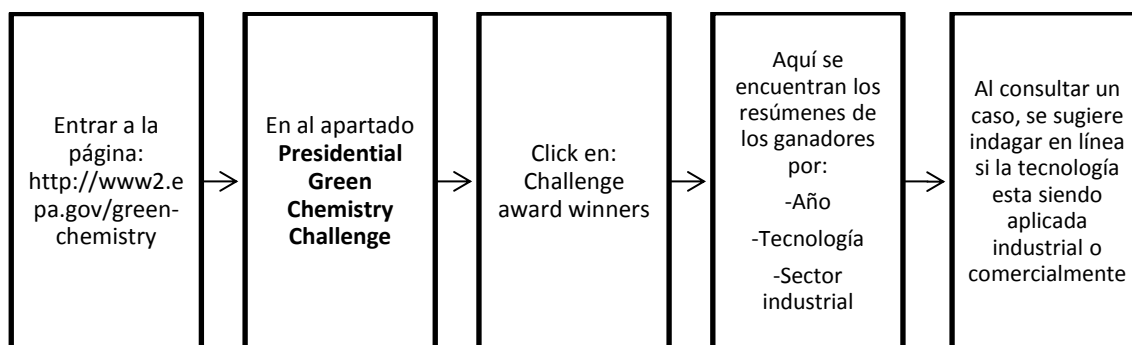 Entrar a la
página:
http://www2.e
pa.gov/green-
chemistry
En al apartado
Presidential
Green
Chemistry
Challenge
Click en:
Challenge
award winners
Aquí se
encuentran los
resúmenes de
los ganadores
por:
-Año
-Tecnología
-Sector
industrial
Al consultar un
caso, se sugiere
indagar en línea
si la tecnología
esta siendo
aplicada
industrial o
comercialmente